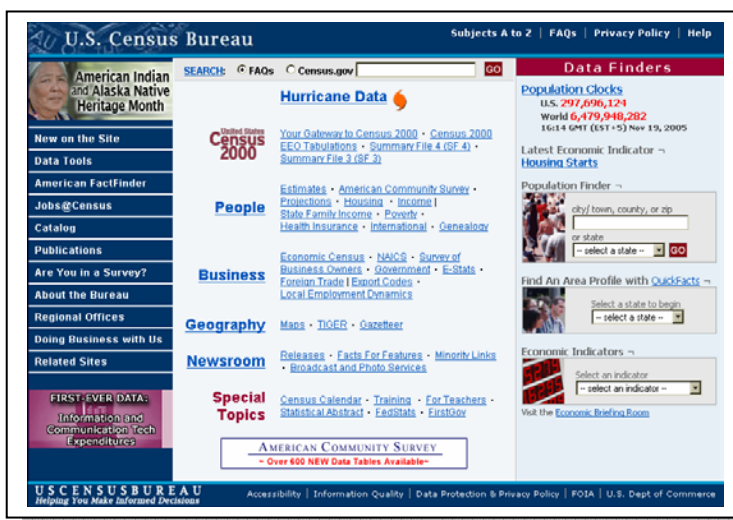 U.S. Census Bureau
Subjects A to Z | FAQs | Privacy Policy | Help
American Indian
and Alaska Native
Heritage Month
New on the Site
Data Tools
American FactFinder
Jobs@Census
Catalog
Publications
Are You in a Survey?
About the Bureau
Regional Offices
Doing Business with Us
Related Sites
FIRST-EVER DATA:
Information and
Communication Tech
Expenditures
SEARCH: FAQs Census.gov GO
Hurricane Data
United States
Census
2000
Your Gateway to Census 2000 · Census 2000
EEO Tabulations · Summary File 4 (SF 4) ·
Summary File 3 (SF 3)
People
Estimates · American Community Survey ·
Projections · Housing · Income |
State Family Income · Poverty ·
Health Insurance · International · Genealogy
Business
Economic Census · NAICS · Survey of
Business Owners · Government · E-Stats ·
Foreign Trade | Export Codes ·
Local Employment Dynamics
Geography
Maps · TIGER · Gazetteer
Newsroom
Releases · Facts For Features · Minority Links
· Broadcast and Photo Services
Special
Topics
Census Calendar · Training · For Teachers ·
Statistical Abstract · FedStats · FirstGov
AMERICAN COMMUNITY SURVEY
~ Over 600 NEW Data Tables Available~
Data Finders
Population Clocks
U.S. 297,696,124
World 6,479,948,282
16:14 GMT (EST+5) Nov 19, 2005
Latest Economic Indicator ¬
Housing Starts
Population Finder ¬
city/ town, county, or zip
or state
-- select a state -- GO
Find An Area Profile with QuickFacts ¬
Select a state to begin
-- select a state --
Economic Indicators ¬
Select an indicator
-- select an indicator --
Visit the Economic Briefing Room
USCENSUSBUREAU
Helping You Make Informed Decisions
Accessibility | Information Quality | Data Protection & Privacy Policy | FOIA | U.S. Dept of Commerce